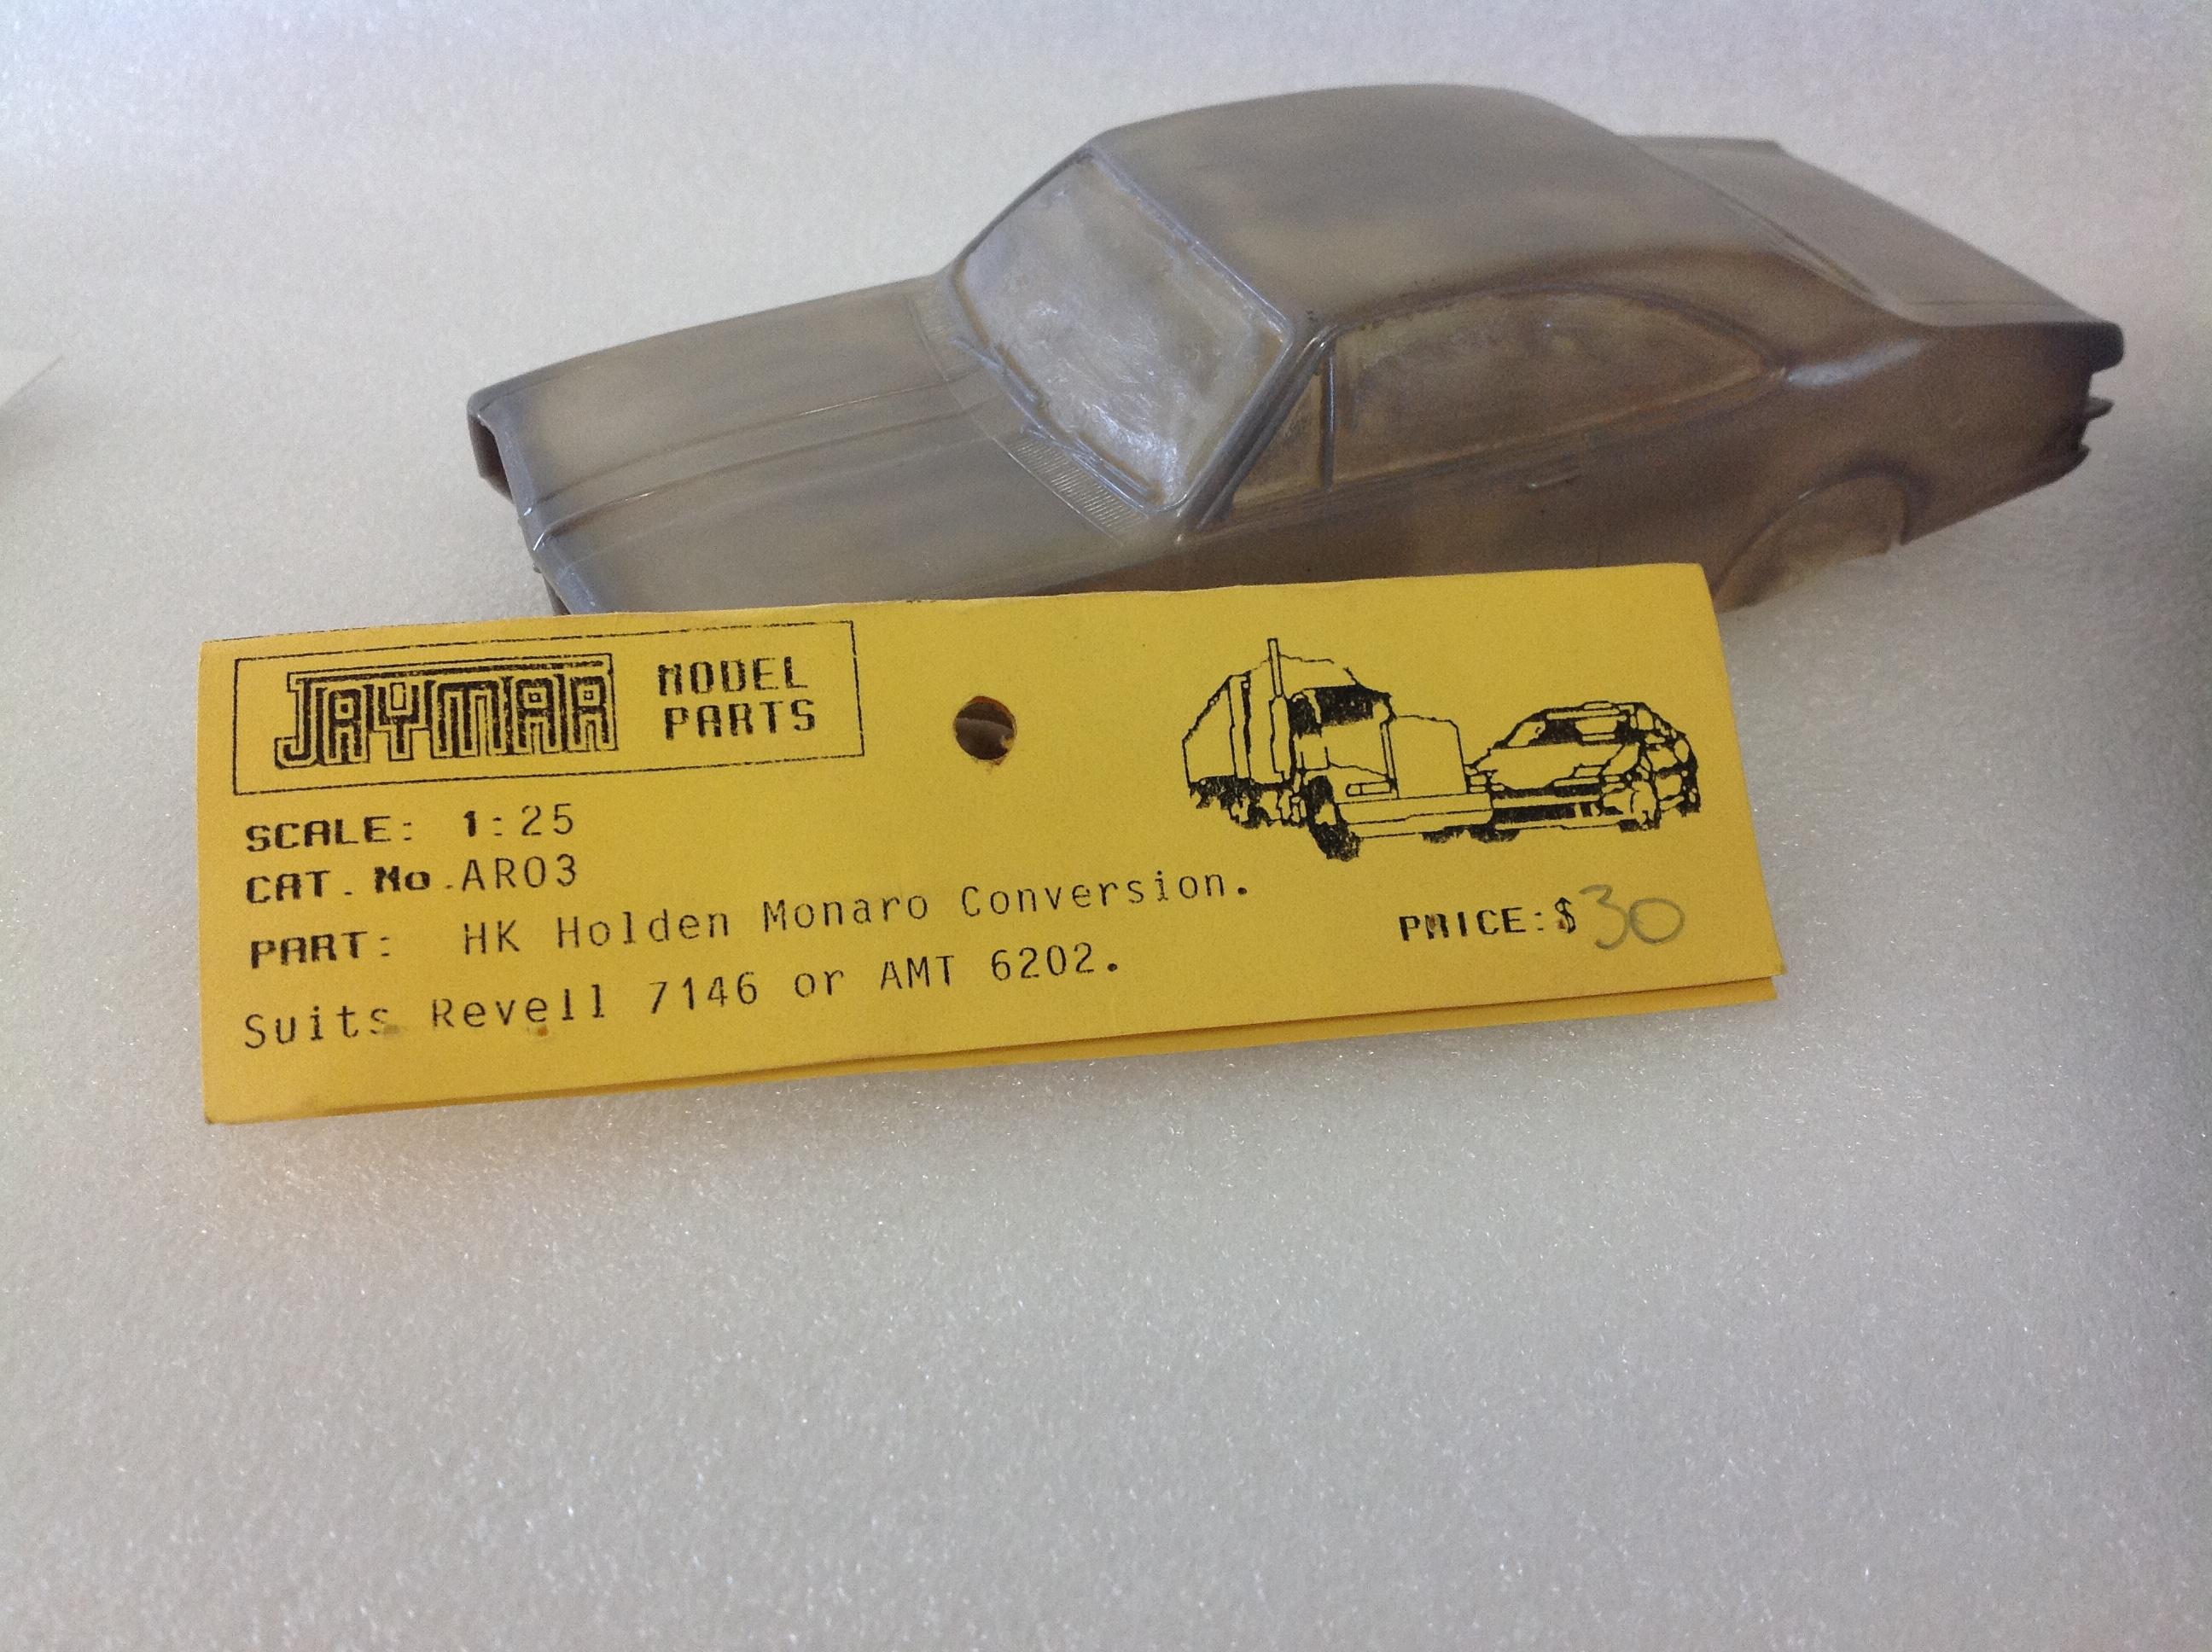 JAYMAR MODEL PARTS
SCALE: 1:25
CAT. No. AR03
PART: HK Holden Monaro Conversion.
Suits Revell 7146 or AMT 6202.
PRICE: $30